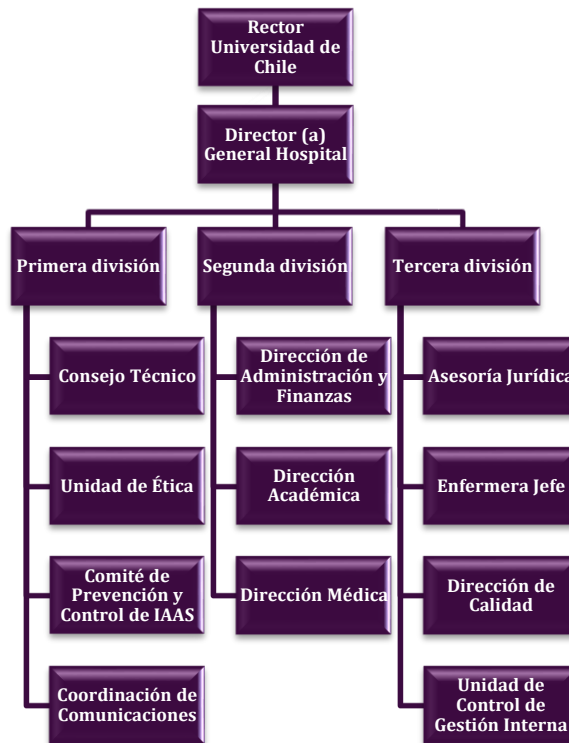 Rector
Universidad de
Chile
Director (a)
General Hospital
Primera división
Segunda división
Tercera división
Consejo Técnico
Dirección de
Administración y
Finanzas
Asesoría Jurídica
Unidad de Ética
Dirección
Académica
Enfermera Jefe
Comité de
Prevención y
Control de IAAS
Dirección Médica
Dirección de
Calidad
Coordinación de
Comunicaciones
Unidad de
Control de
Gestión Interna